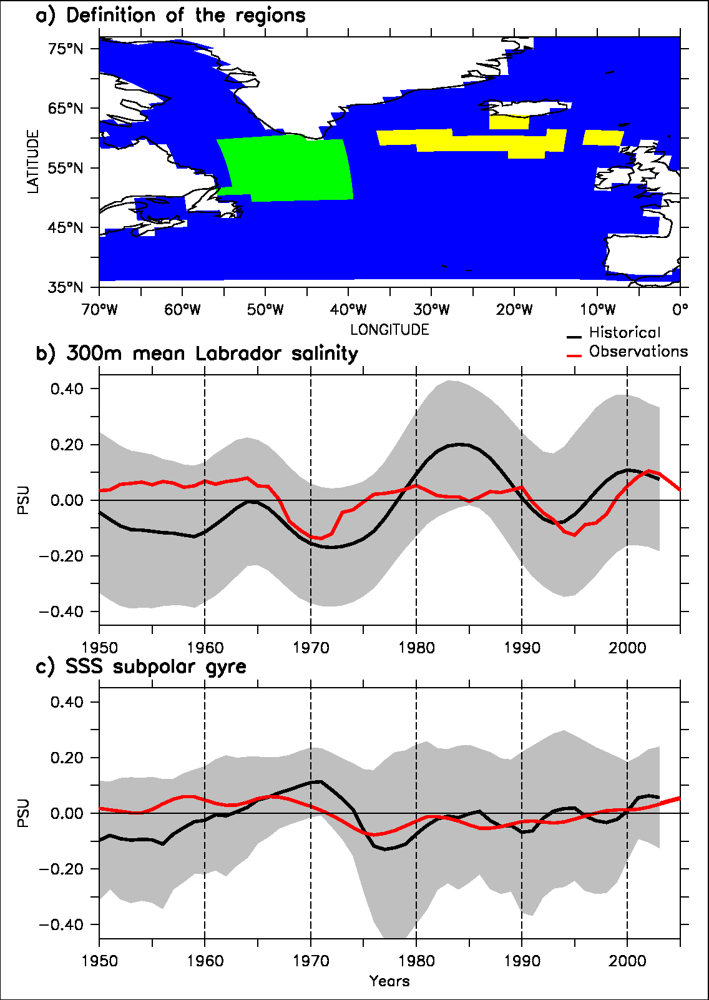 a) Definition of the regions
75°N
65°N
55°N
45°N
35°N
LATITUDE
70°W 60°W 50°W 40°W 30°W 20°W 10°W 0°
LONGITUDE
Historical
Observations
b) 300m mean Labrador salinity
0.40
0.20
0.00
−0.20
−0.40
PSU
1950 1960 1970 1980 1990 2000
c) SSS subpolar gyre
0.40
0.20
0.00
−0.20
−0.40
PSU
1950 1960 1970 1980 1990 2000
Years